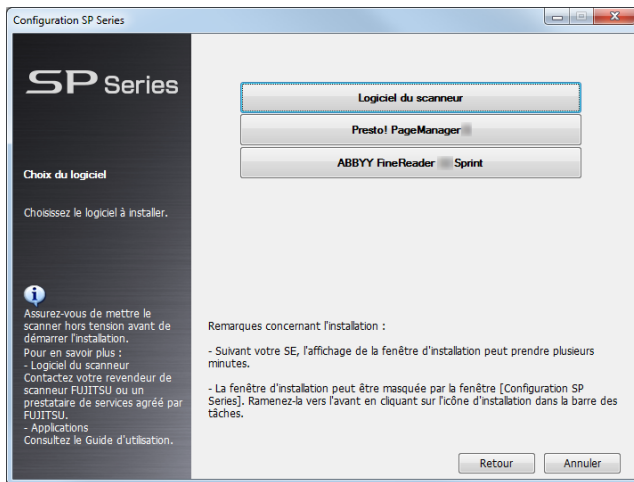 Configuration SP Series
SP Series
Choix du logiciel
Choisissez le logiciel à installer.
Assurez-vous de mettre le
scanner hors tension avant de
démarrer l'installation.
Pour en savoir plus :
- Logiciel du scanneur
Contactez votre revendeur de
scanneur FUJITSU ou un
prestataire de services agréé par
FUJITSU.
- Applications
Consultez le Guide d'utilsation.
Logiciel du scanneur
Presto! PageManager
ABBYY FineReader Sprint
Remarques concernant l'installation :
- Suivant votre SE, l'affichage de la fenêtre d'installation peut prendre plusieurs
minutes.
- La fenêtre d'installation peut être masquée par la fenêtre [Configuration SP
Series]. Ramenez-la vers l'avant en cliquant sur l'icône d'installation dans la barre des
tâches.
Retour
Annuler